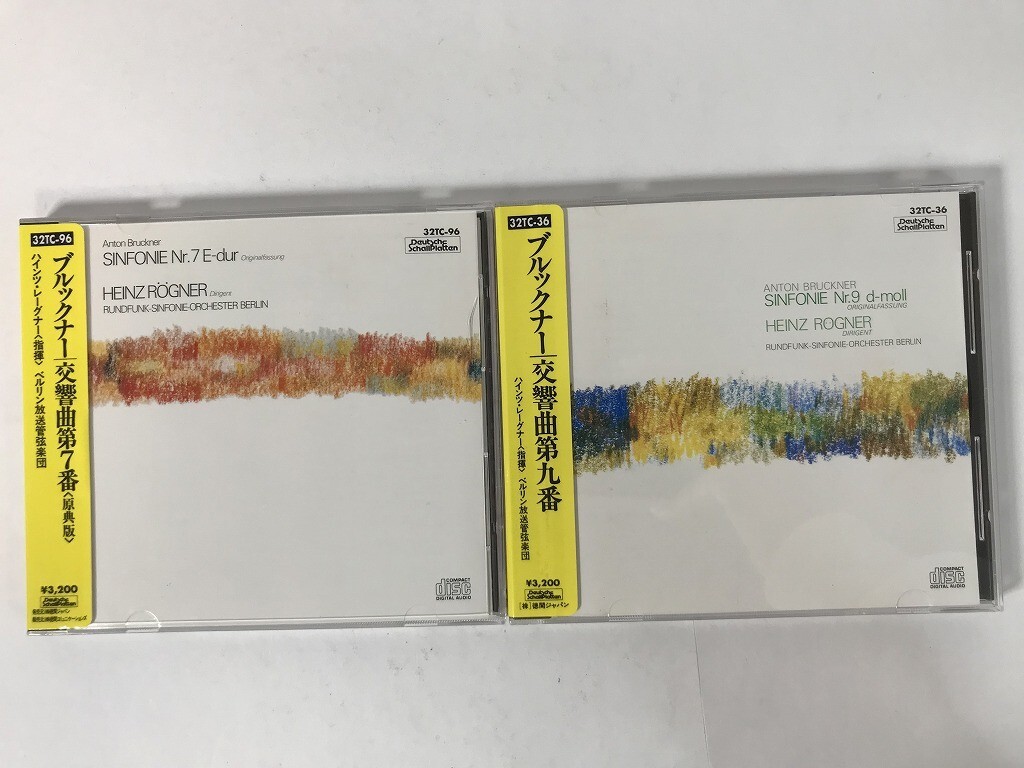 32TC-96
ブルックナー/交響曲第7番〈原典版〉
ハインツ・レーグナー〈指揮〉 ベルリン放送管弦楽団
¥3,200
Deutsche
Schallplatten
32TC-96
Deutsche
Schallplatten
Anton Bruckner
SINFONIE Nr.7 E-dur Originalfassung
HEINZ RÖGNER Dirigent
RUNDFUNK-SINFONIE-ORCHESTER BERLIN
COMPACT
disc
DIGITAL AUDIO
32TC-36
ブルックナー/交響曲第九番
ハインツ・レーグナー〈指揮〉 ベルリン放送管弦楽団
¥3,200
Deutsche
Schallplatten
[株]徳間ジャパン
32TC-36
Deutsche
Schallplatten
ANTON BRUCKNER
SINFONIE Nr.9 d-moll
ORIGINALFASSUNG
HEINZ RÖGNER
DIRIGENT
RUNDFUNK-SINFONIE-ORCHESTER BERLIN
COMPACT
disc
DIGITAL AUDIO